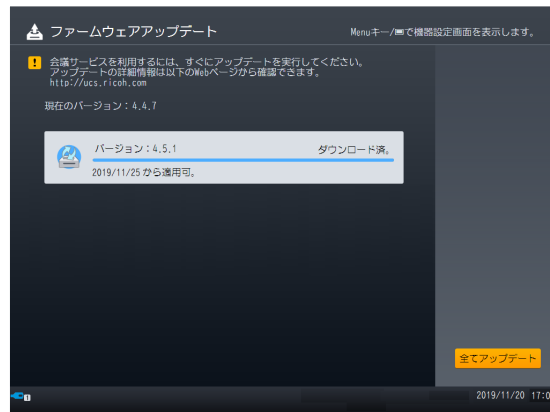 ファームウェアアップデート
Menuキー/で機器設定画面を表示します。
会議サービスを利用するには、すぐにアップデートを実行してください。
アップデートの詳細情報は以下のWebページから確認できます。
http://ucs.ricoh.com
現在のバージョン：4.4.7
バージョン：4.5.1
ダウンロード済。
2019/11/25 から適用可。
全てアップデート
2019/11/20 17:0